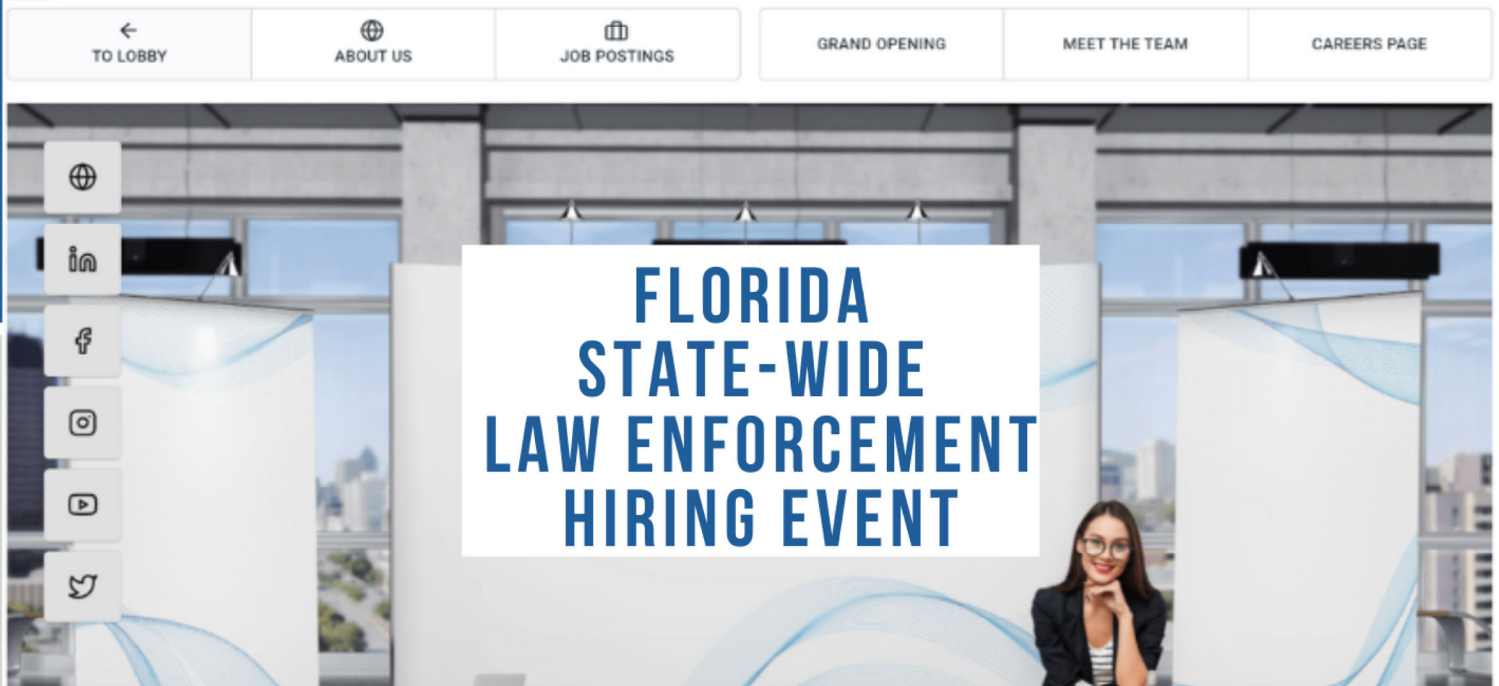 TO LOBBY
ABOUT US
JOB POSTINGS
GRAND OPENING
MEET THE TEAM
CAREERS PAGE
in
f
FLORIDA
STATE-WIDE
LAW ENFORCEMENT
HIRING EVENT